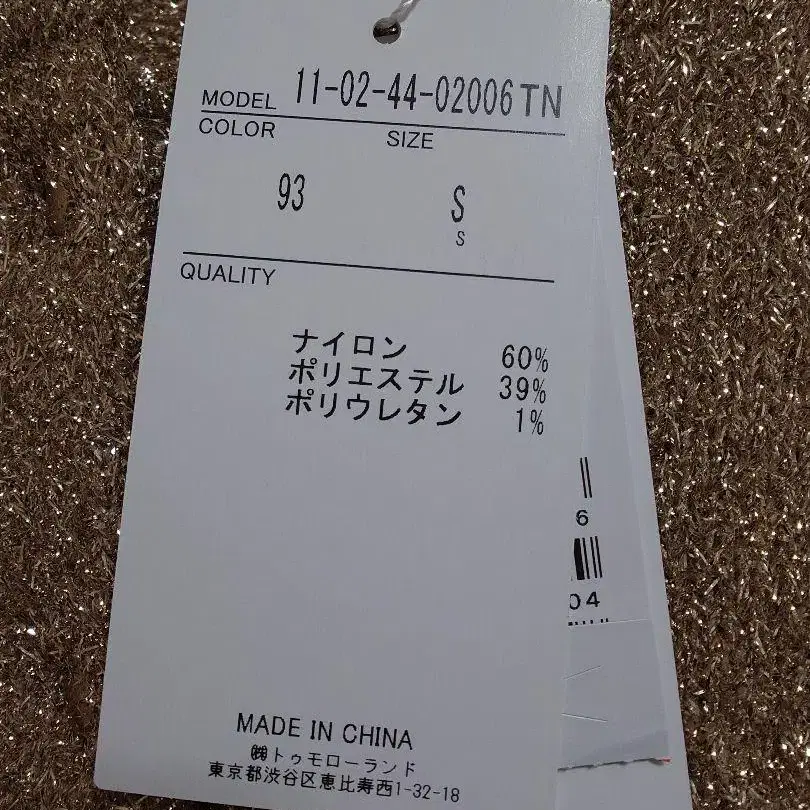 MODEL 11-02-44-02006TN
COLOR SIZE
93 S
S
QUALITY
ナイロン 60%
ポリエステル 39%
ポリウレタン 1%
6
04
MADE IN CHINA
㈱トゥモローランド
東京都渋谷区恵比寿西1-32-18